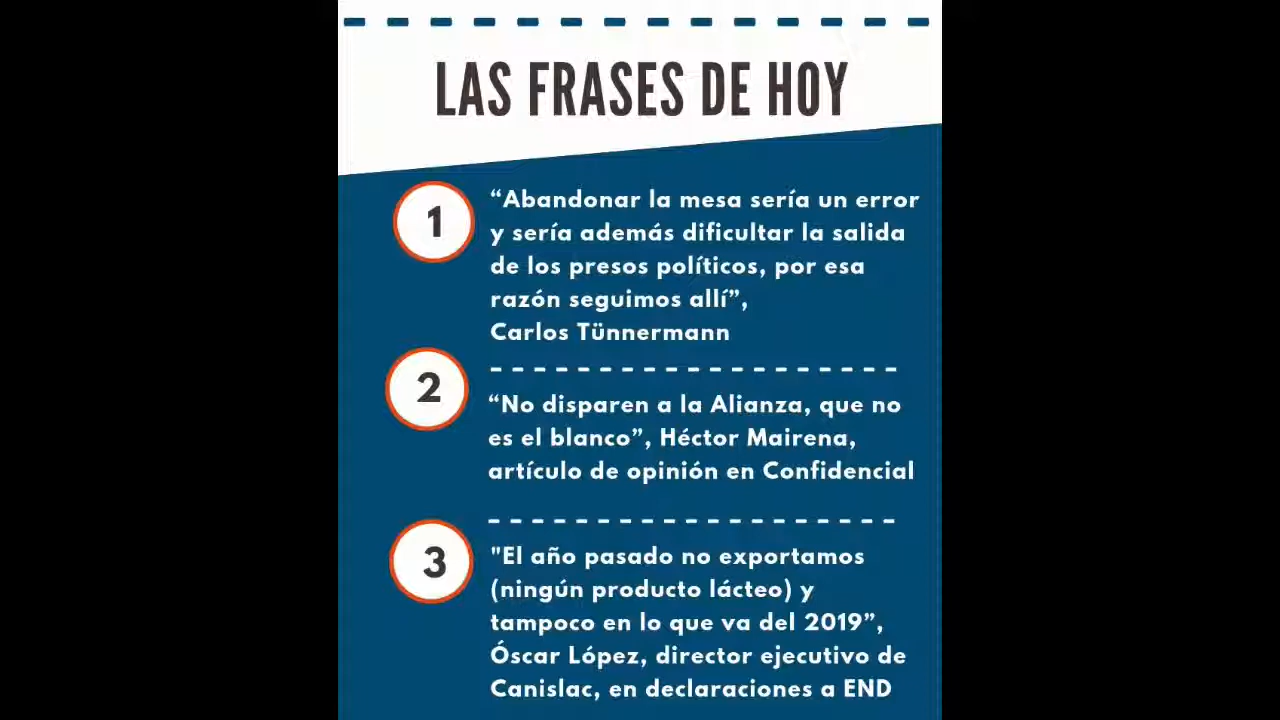 LAS FRASES DE HOY
1
“Abandonar la mesa sería un error
y sería además dificultar la salida
de los presos políticos, por esa
razón seguimos allí”,
Carlos Tünnermann
2
“No disparen a la Alianza, que no
es el blanco”, Héctor Mairena,
artículo de opinión en Confidencial
3
"El año pasado no exportamos
(ningún producto lácteo) y
tampoco en lo que va del 2019”,
Óscar López, director ejecutivo de
Canislac, en declaraciones a END